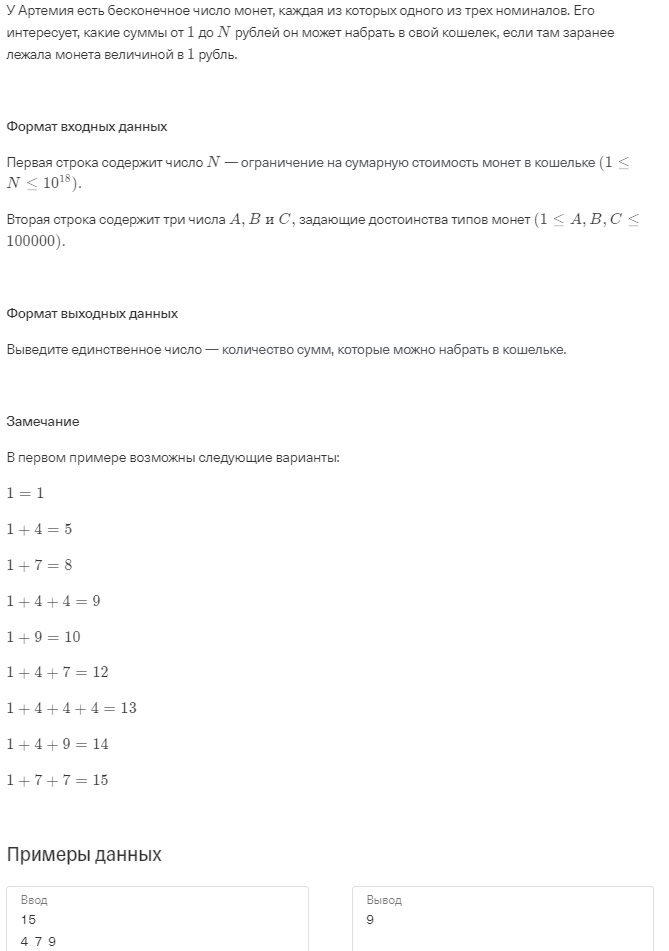 У Артемия есть бесконечное число монет, каждая из которых одного из трех номиналов. Его
интересует, какие суммы от 1 до N рублей он может набрать в свой кошелек, если там заранее
лежала монета величиной в 1 рубль.
Формат входных данных
Первая строка содержит число N — ограничение на сумарную стоимость монет в кошельке (1 ≤
N ≤ 10^18).
Вторая строка содержит три числа A, B и C, задающие достоинства типов монет (1 ≤ A, B, C ≤
100000).
Формат выходных данных
Выведите единственное число — количество сумм, которые можно набрать в кошельке.
Замечание
В первом примере возможны следующие варианты:
1 = 1
1 + 4 = 5
1 + 7 = 8
1 + 4 + 4 = 9
1 + 9 = 10
1 + 4 + 7 = 12
1 + 4 + 4 + 4 = 13
1 + 4 + 9 = 14
1 + 7 + 7 = 15
Примеры данных
Ввод
15
4 7 9
Вывод
9